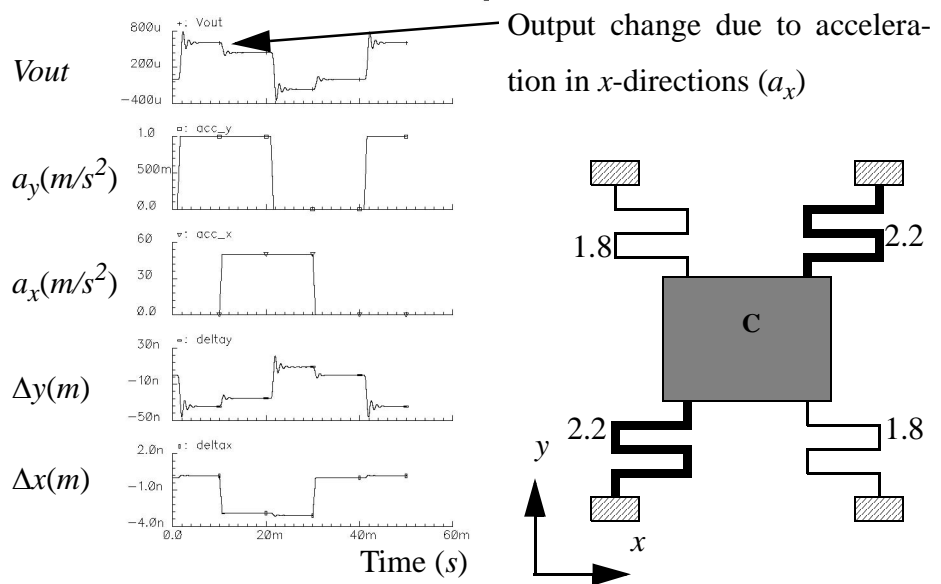 Output change due to accelera-
tion in x-directions (aₓ)
Vout
+: Vout
800u
200u
−400u
a_y(m/s²)
□: acc_y
1.0
500m
0.0
aₓ(m/s²)
▽: acc_x
60
30
0.0
Δy(m)
: deltay
30n
−10n
−50n
Δx(m)
: deltax
2.0n
−1.0n
−4.0n
0.0 20m 40m 60m
Time (s)
1.8
2.2
C
2.2
1.8
y
x